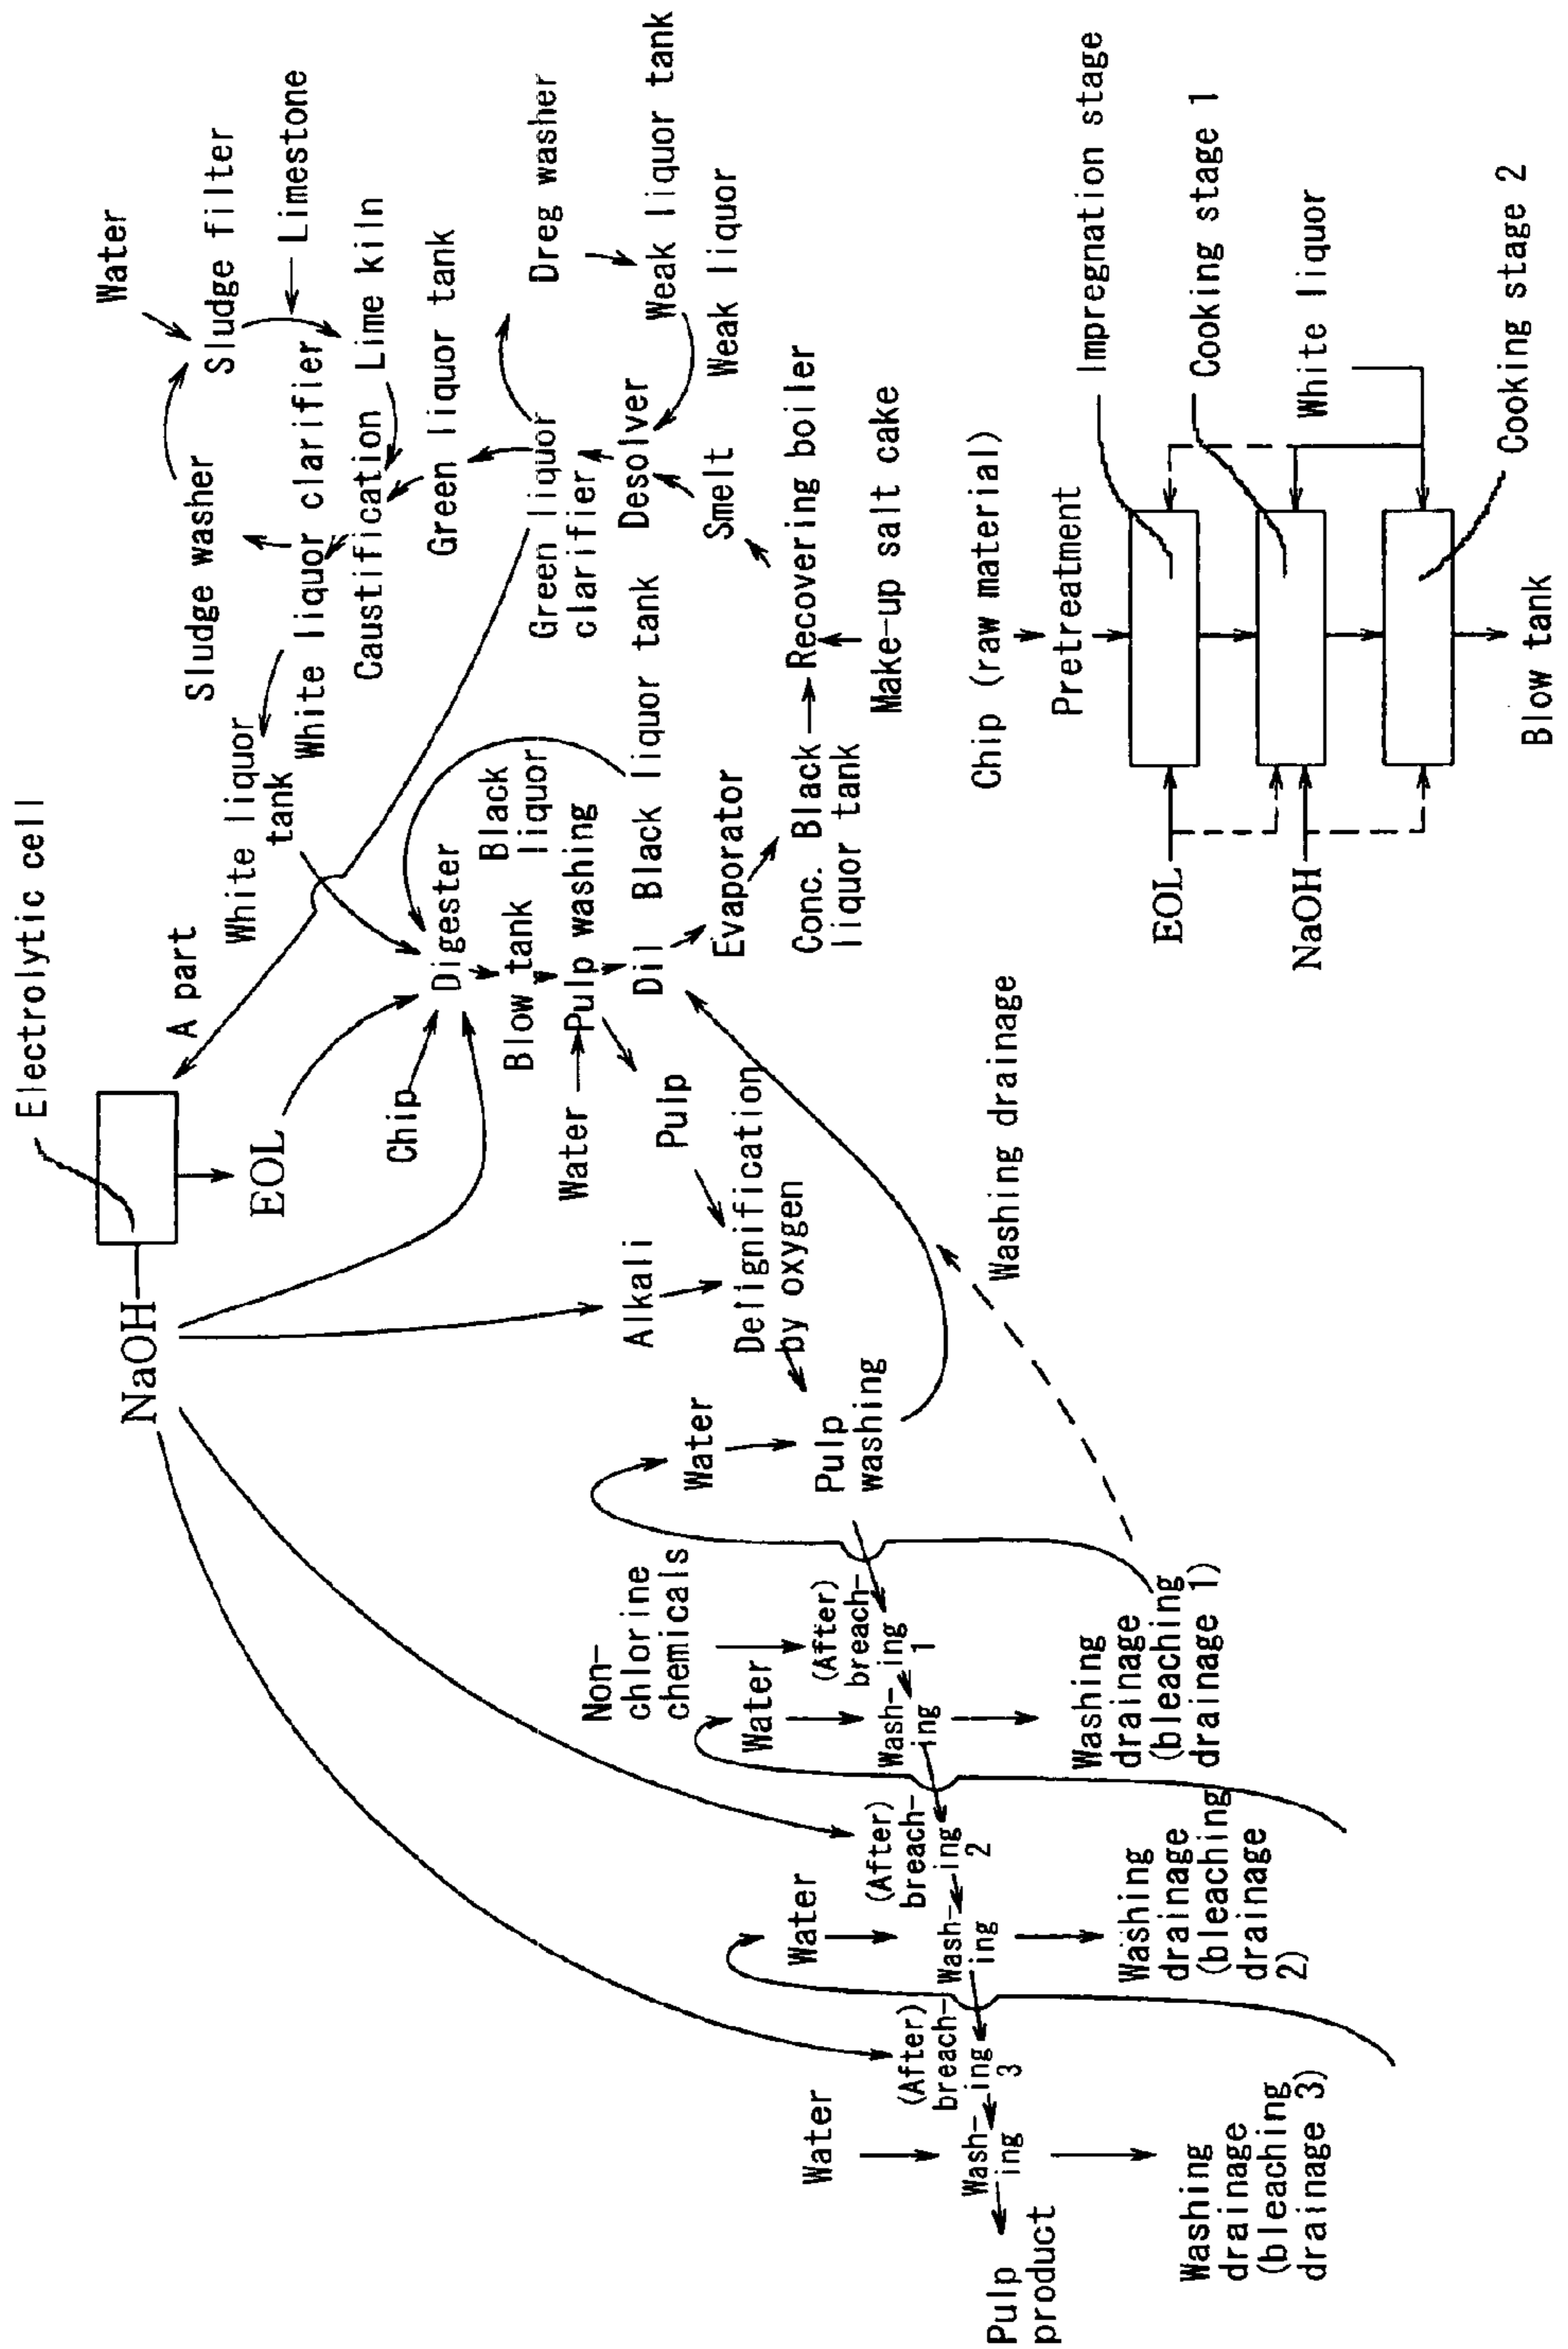 Electrolytic cell
NaOH
A part
EOL
White liquor
tank
White liquor clarifier
Sludge washer
Water
Sludge filter
Limestone
Lime kiln
Caustification
Green liquor tank
Green liquor
clarifier
Dreg washer
Weak liquor tank
Weak liquor
Desolver
Smelt
Recovering boiler
Make-up salt cake
Conc. Black
liquor tank
Evaporator
Dil Black liquor tank
Black
liquor
Digester
Blow tank
Pulp washing
Chip
Water
Pulp
Alkali
Delignification
by oxygen
Water
Pulp
washing
Washing drainage
Non-
chlorine
chemicals
(After)
breach-
ing
1
Water
Wash-
ing
Washing
drainage
(bleaching
drainage 1)
(After)
breach-
ing
2
Water
Wash-
ing
Washing
drainage
(bleaching
drainage
2)
(After)
breach-
ing
3
Water
Wash-
ing
Washing
drainage
(bleaching
drainage 3)
Pulp
product
Chip (raw material)
Pretreatment
Impregnation stage
Cooking stage 1
White liquor
Cooking stage 2
EOL
NaOH
Blow tank